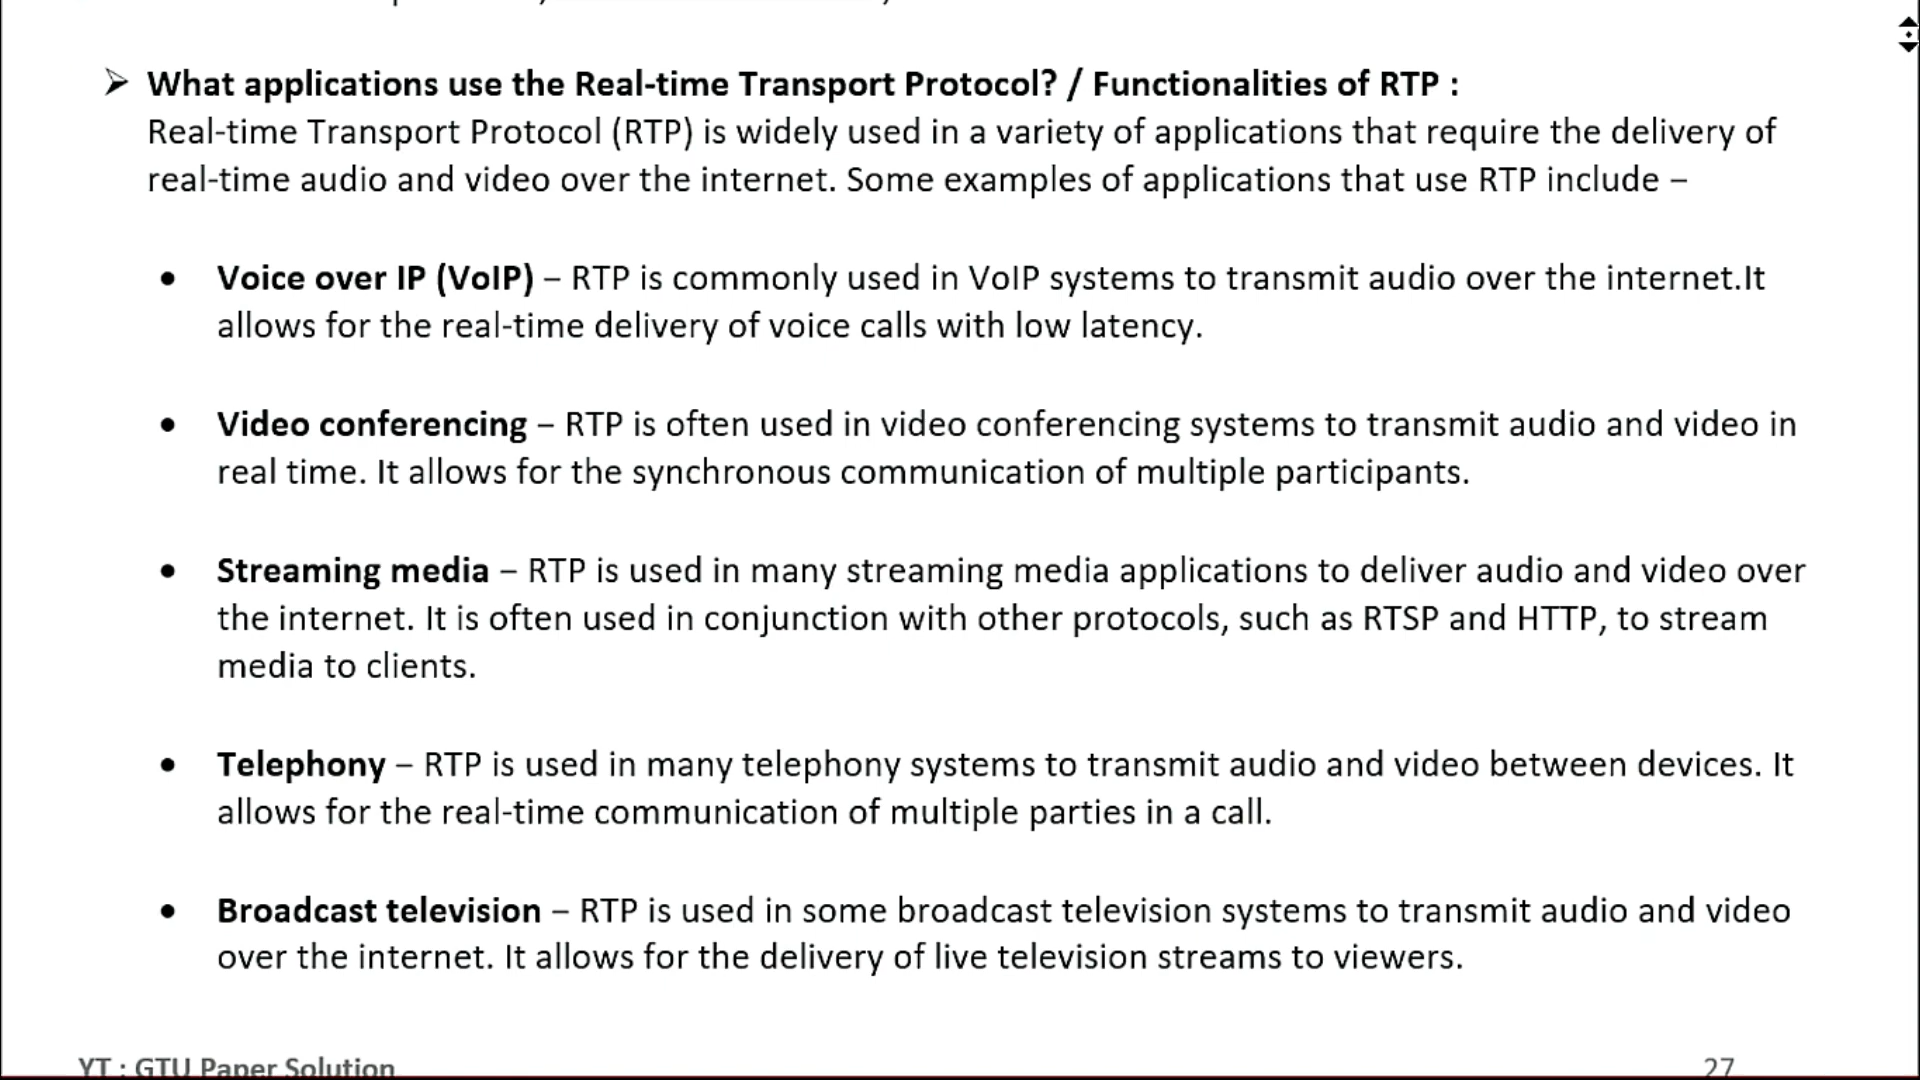 ➢ What applications use the Real-time Transport Protocol? / Functionalities of RTP :
Real-time Transport Protocol (RTP) is widely used in a variety of applications that require the delivery of
real-time audio and video over the internet. Some examples of applications that use RTP include –
• Voice over IP (VoIP) – RTP is commonly used in VoIP systems to transmit audio over the internet.It
allows for the real-time delivery of voice calls with low latency.
• Video conferencing – RTP is often used in video conferencing systems to transmit audio and video in
real time. It allows for the synchronous communication of multiple participants.
• Streaming media – RTP is used in many streaming media applications to deliver audio and video over
the internet. It is often used in conjunction with other protocols, such as RTSP and HTTP, to stream
media to clients.
• Telephony – RTP is used in many telephony systems to transmit audio and video between devices. It
allows for the real-time communication of multiple parties in a call.
• Broadcast television – RTP is used in some broadcast television systems to transmit audio and video
over the internet. It allows for the delivery of live television streams to viewers.
YT : GTU Paper Solution 27